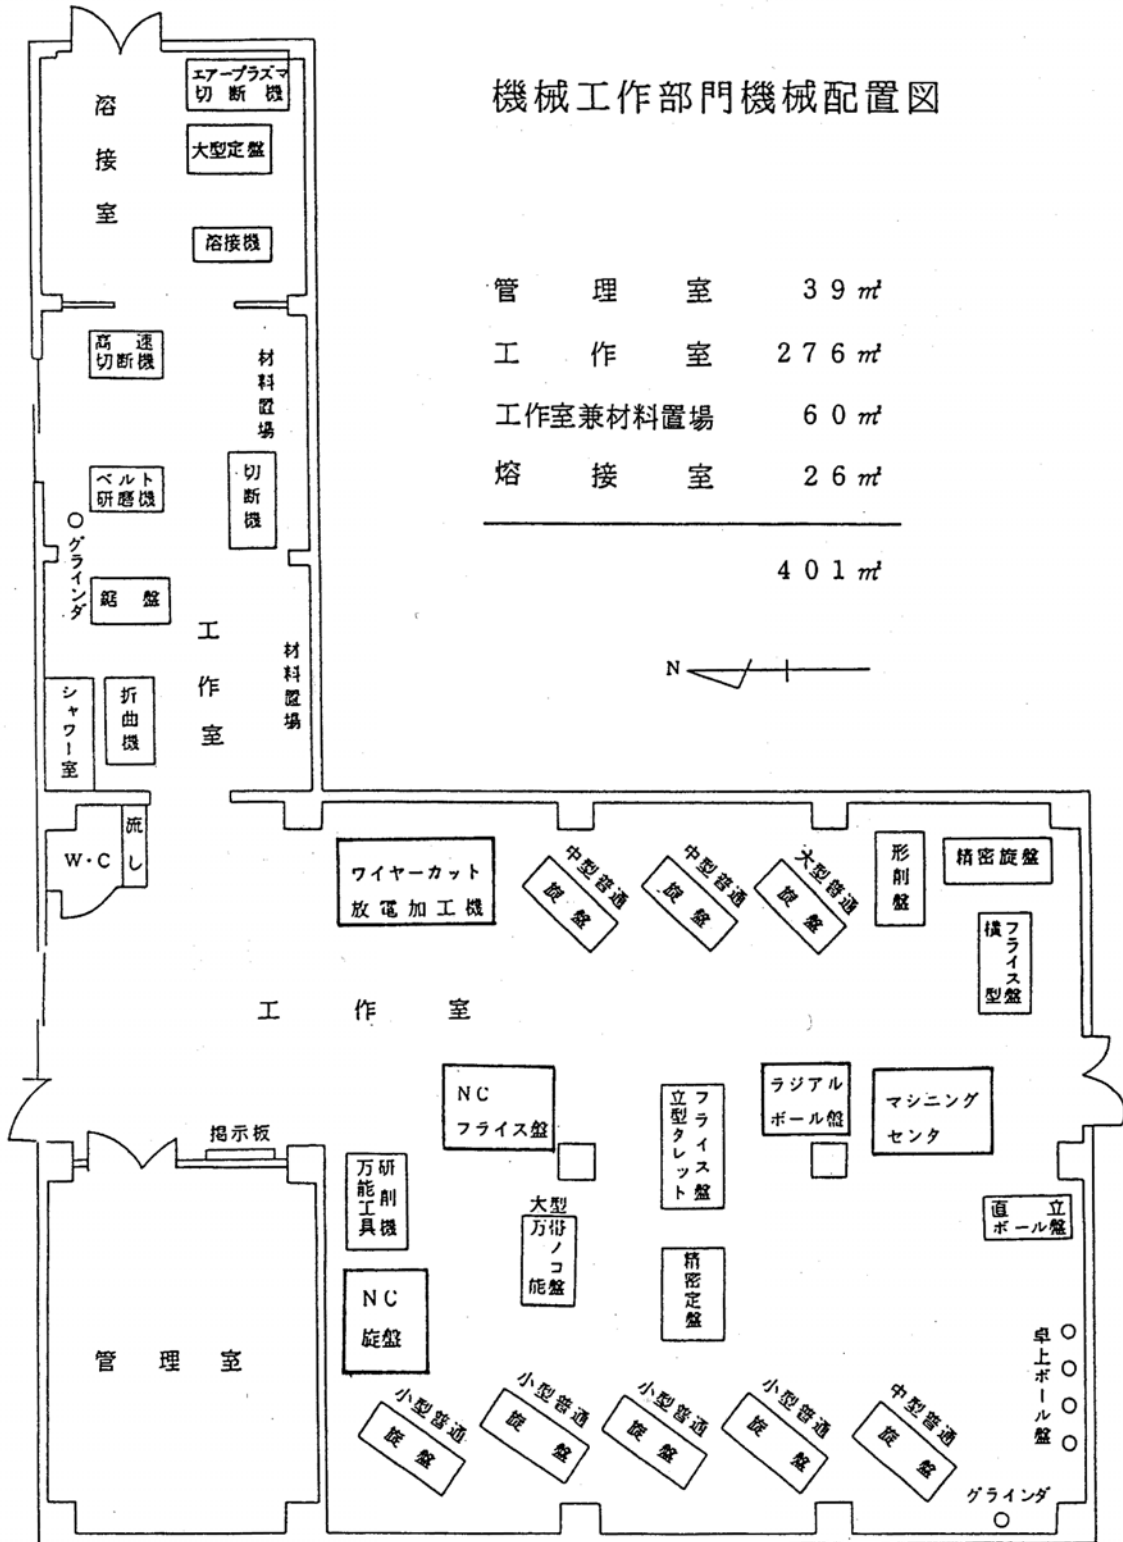 機械工作部門機械配置図
管理室 39㎡
工作室 276㎡
工作室兼材料置場 60㎡
熔接室 26㎡
401㎡
N
溶接室
エアープラズマ
切断機
大型定盤
溶接機
高速
切断機
材料置場
ベルト
研磨機
切断機
グラインダ
鋸盤
工作室
材料置場
シャワー室
折曲機
流し
W・C
ワイヤーカット
放電加工機
中型普通
旋盤
中型普通
旋盤
大型普通
旋盤
形削盤
精密旋盤
横型
フライス盤
工作室
NC
フライス盤
立型タレット
フライス盤
ラジアル
ボール盤
マシニング
センタ
掲示板
万能工具
研削機
大型
万能
帯ノコ盤
直立
ボール盤
精密定盤
NC
旋盤
管理室
卓上ボール盤
小型普通
旋盤
小型普通
旋盤
小型普通
旋盤
小型普通
旋盤
中型普通
旋盤
グラインダ